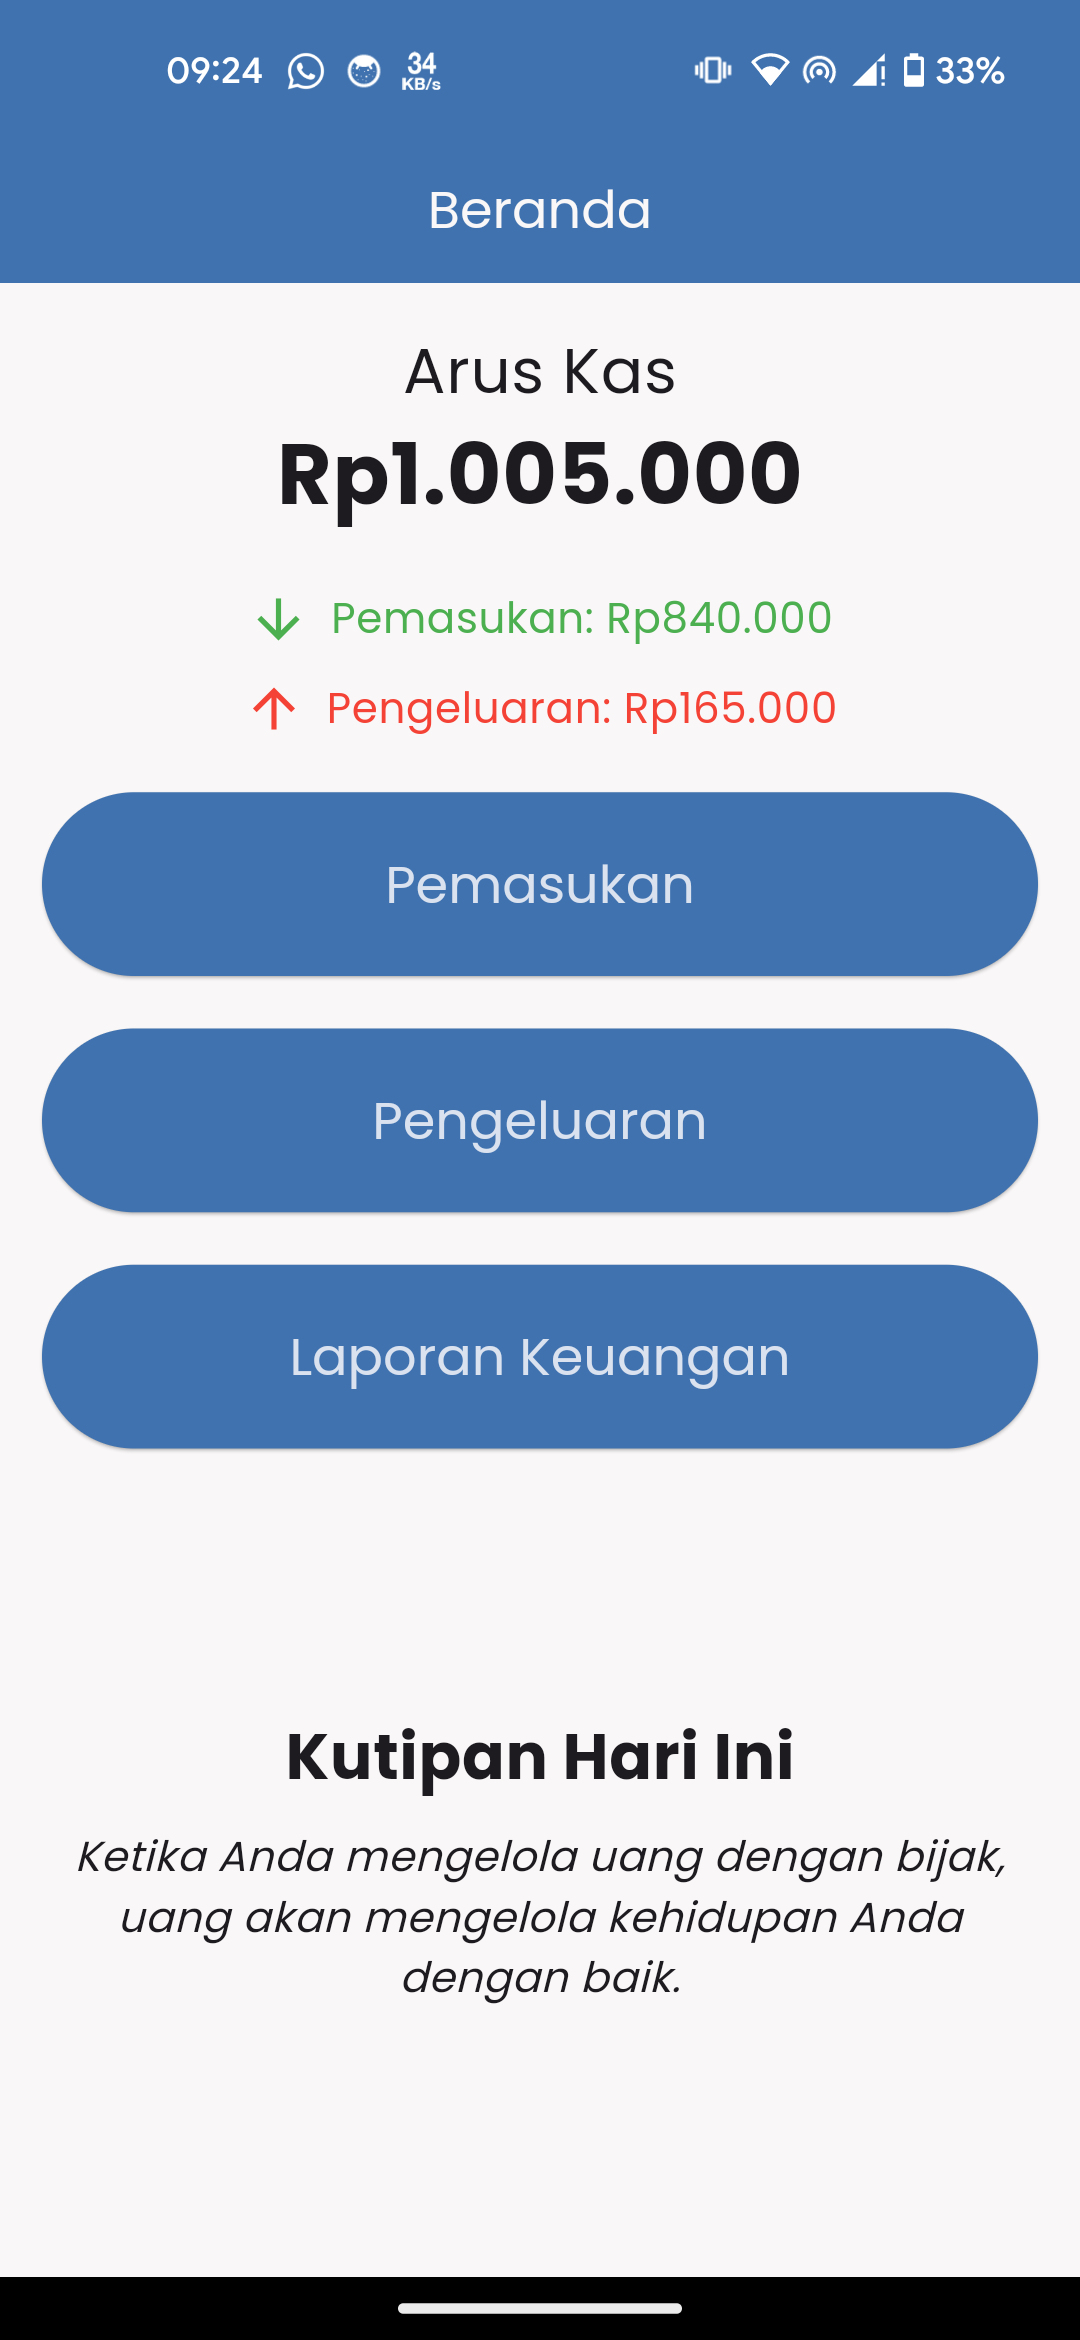 09:24
34
KB/s
33%
Beranda
Arus Kas
Rp1.005.000
Pemasukan: Rp840.000
Pengeluaran: Rp165.000
Pemasukan
Pengeluaran
Laporan Keuangan
Kutipan Hari Ini
Ketika Anda mengelola uang dengan bijak,
uang akan mengelola kehidupan Anda
dengan baik.